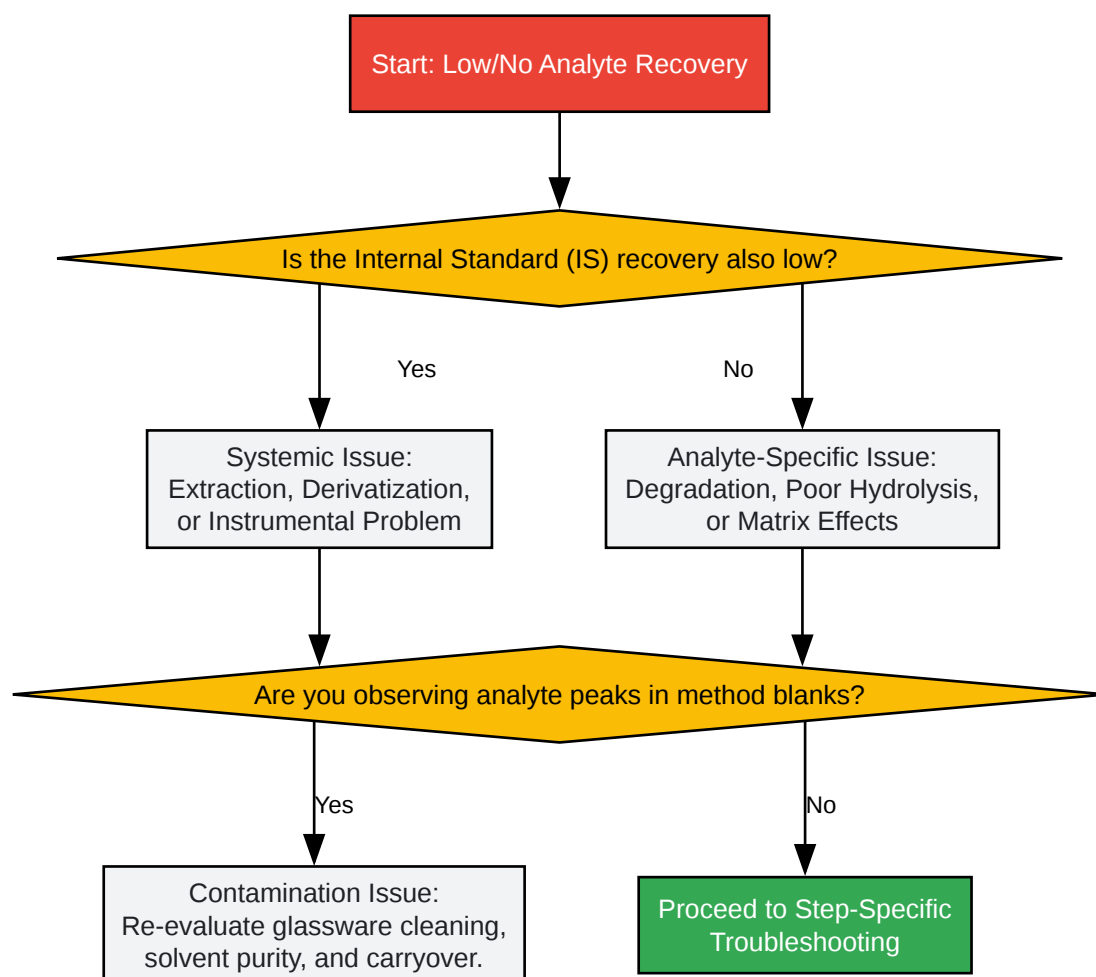 Start: Low/No Analyte Recovery
Is the Internal Standard (IS) recovery also low?
Yes
No
Systemic Issue:
Extraction, Derivatization,
or Instrumental Problem
Analyte-Specific Issue:
Degradation, Poor Hydrolysis,
or Matrix Effects
Are you observing analyte peaks in method blanks?
Yes
No
Contamination Issue:
Re-evaluate glassware cleaning,
solvent purity, and carryover.
Proceed to Step-Specific
Troubleshooting